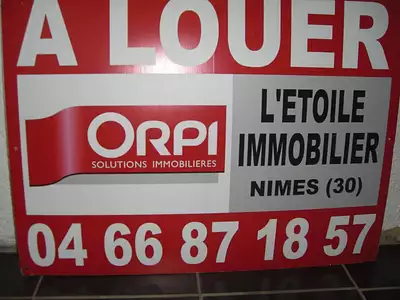 A LOUER
ORPI
SOLUTIONS IMMOBILIERES
L'ETOILE
IMMOBILIER
NIMES (30)
04 66 87 18 57